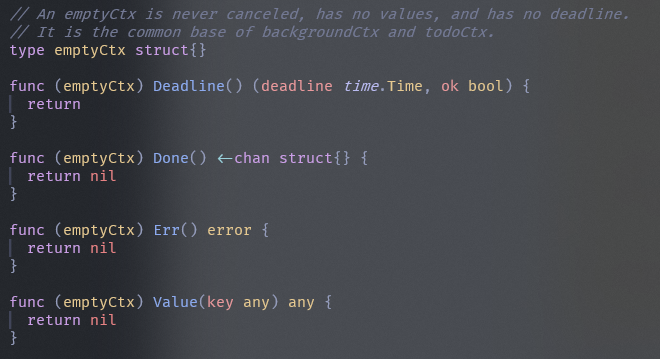 // An emptyCtx is never canceled, has no values, and has no deadline.
// It is the common base of backgroundCtx and todoCtx.
type emptyCtx struct{}

func (emptyCtx) Deadline() (deadline time.Time, ok bool) {
  return
}

func (emptyCtx) Done() <-chan struct{} {
  return nil
}

func (emptyCtx) Err() error {
  return nil
}

func (emptyCtx) Value(key any) any {
  return nil
}